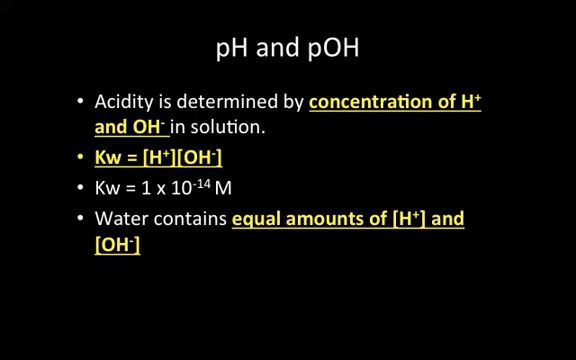 pH and pOH
• Acidity is determined by concentration of H⁺
and OH⁻ in solution.
• Kw = [H⁺][OH⁻]
• Kw = 1 x 10⁻¹⁴ M
• Water contains equal amounts of [H⁺] and
[OH⁻]